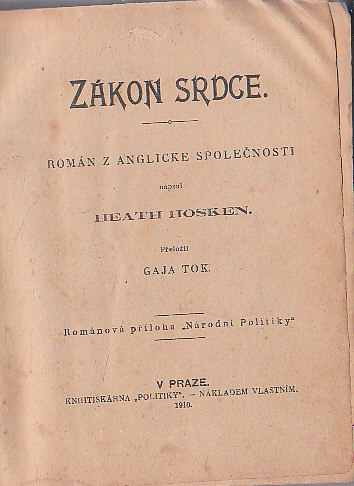 ZÁKON SRDCE.
ROMÁN Z ANGLICKE SPOLEČNOSTI
napsal
HEATH HOSKEN.
Přeložil
GAJA TOK.
Románová příloha „Národní Politiky“
V PRAZE.
KNIHTISKÁRNA „POLITIKY“. – NÁKLADEM VLASTNÍM.
1910.